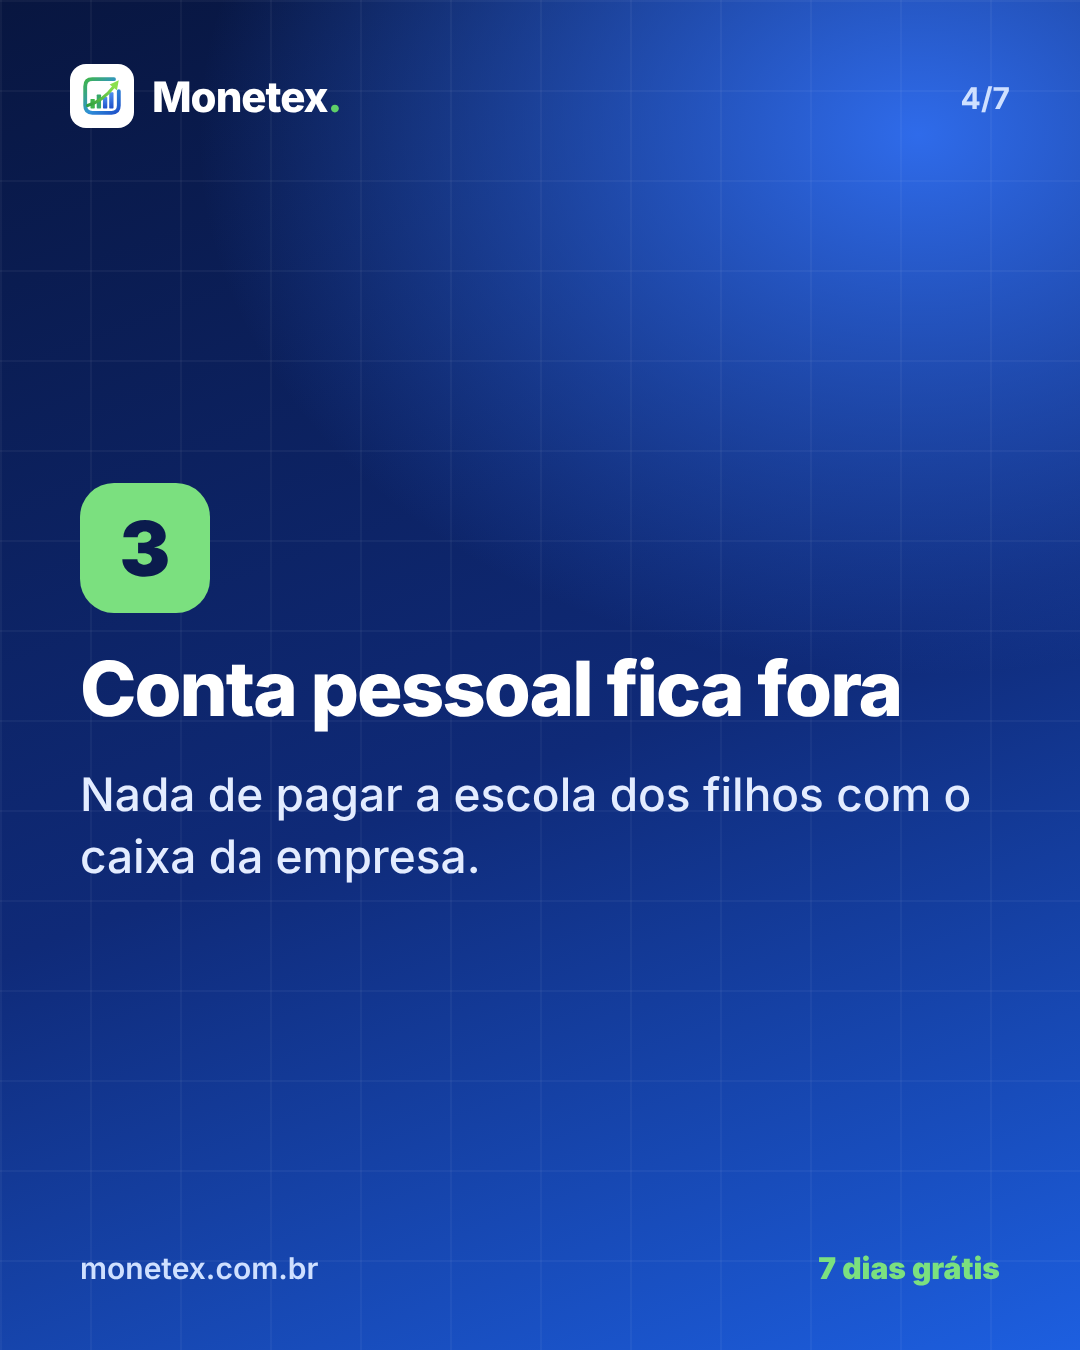 Monetex.
4/7
3
Conta pessoal fica fora
Nada de pagar a escola dos filhos com o
caixa da empresa.
monetex.com.br
7 dias grátis